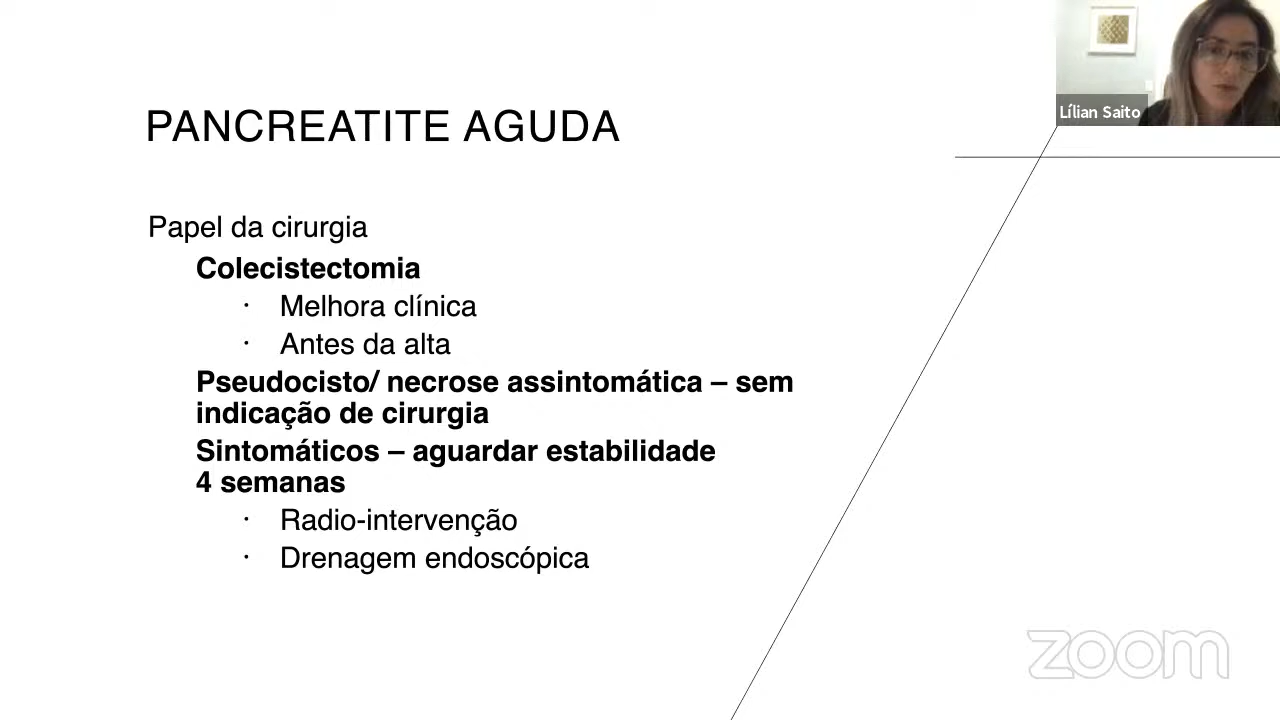 Lílian Saito
PANCREATITE AGUDA
Papel da cirurgia
Colecistectomia
· Melhora clínica
· Antes da alta
Pseudocisto/ necrose assintomática – sem
indicação de cirurgia
Sintomáticos – aguardar estabilidade
4 semanas
· Radio-intervenção
· Drenagem endoscópica
zoom